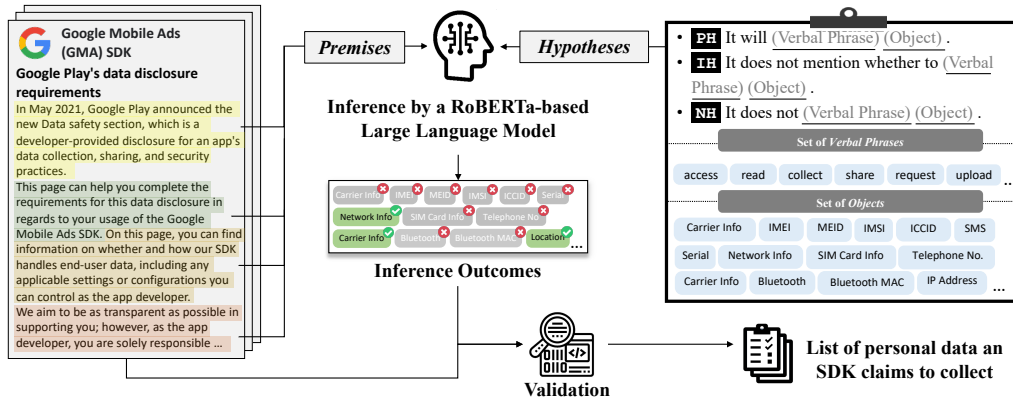 Google Mobile Ads
(GMA) SDK
Google Play's data disclosure
requirements
In May 2021, Google Play announced the
new Data safety section, which is a
developer-provided disclosure for an app's
data collection, sharing, and security
practices.
This page can help you complete the
requirements for this data disclosure in
regards to your usage of the Google
Mobile Ads SDK. On this page, you can find
information on whether and how our SDK
handles end-user data, including any
applicable settings or configurations you
can control as the app developer.
We aim to be as transparent as possible in
supporting you; however, as the app
developer, you are solely responsible ...
Premises
Hypotheses
Inference by a RoBERTa-based
Large Language Model
Carrier Info IMEI MEID IMSI ICCID Serial
Network Info SIM Card Info Telephone No
Carrier Info Bluetooth Bluetooth MAC Location ...
Inference Outcomes
• PH It will (Verbal Phrase) (Object) .
• IH It does not mention whether to (Verbal
Phrase) (Object) .
• NH It does not (Verbal Phrase) (Object) .
Set of Verbal Phrases
access read collect share request upload ...
Set of Objects
Carrier Info IMEI MEID IMSI ICCID SMS
Serial Network Info SIM Card Info Telephone No.
Carrier Info Bluetooth Bluetooth MAC IP Address ...
Validation
List of personal data an
SDK claims to collect